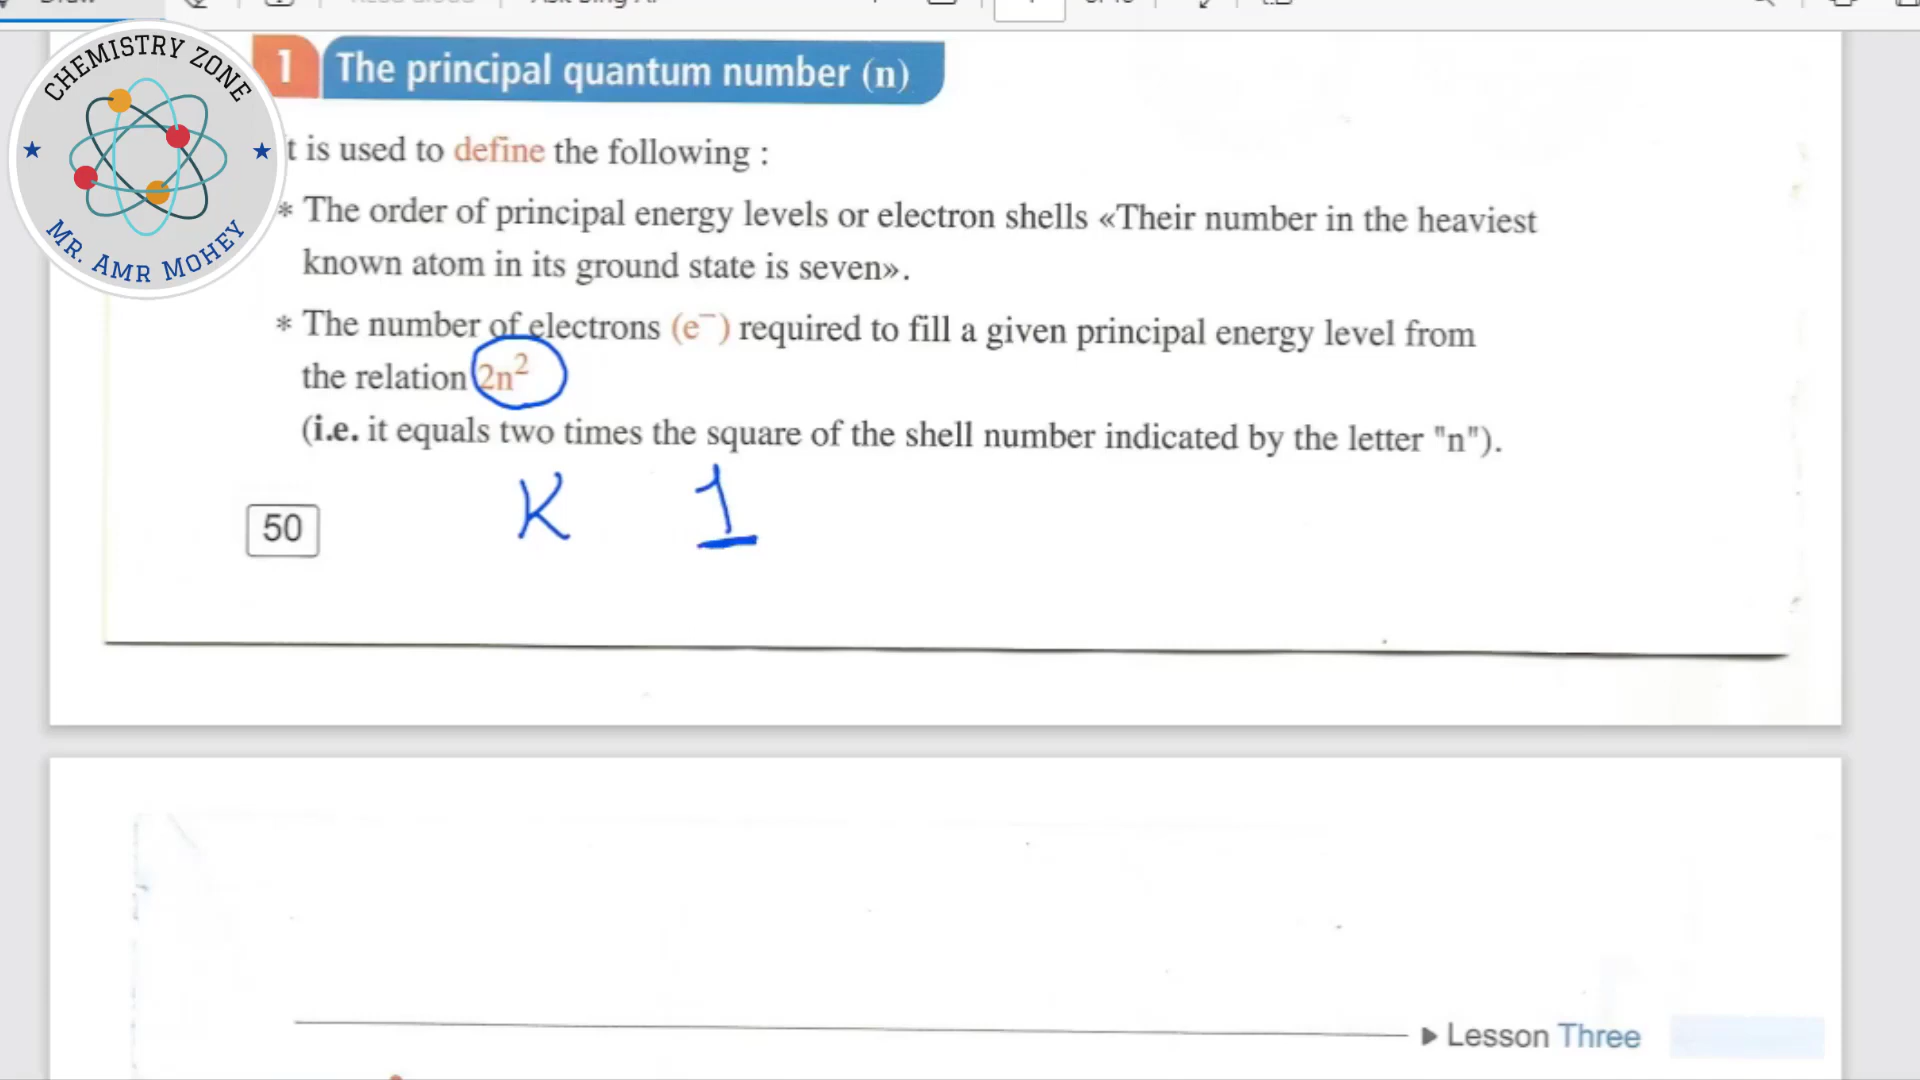 CHEMISTRY ZONE
MR. AMR MOHEY
1 The principal quantum number (n)
t is used to define the following :
* The order of principal energy levels or electron shells «Their number in the heaviest
known atom in its ground state is seven».
* The number of electrons (e⁻) required to fill a given principal energy level from
the relation 2n²
(i.e. it equals two times the square of the shell number indicated by the letter "n").
K 1
50
Lesson Three